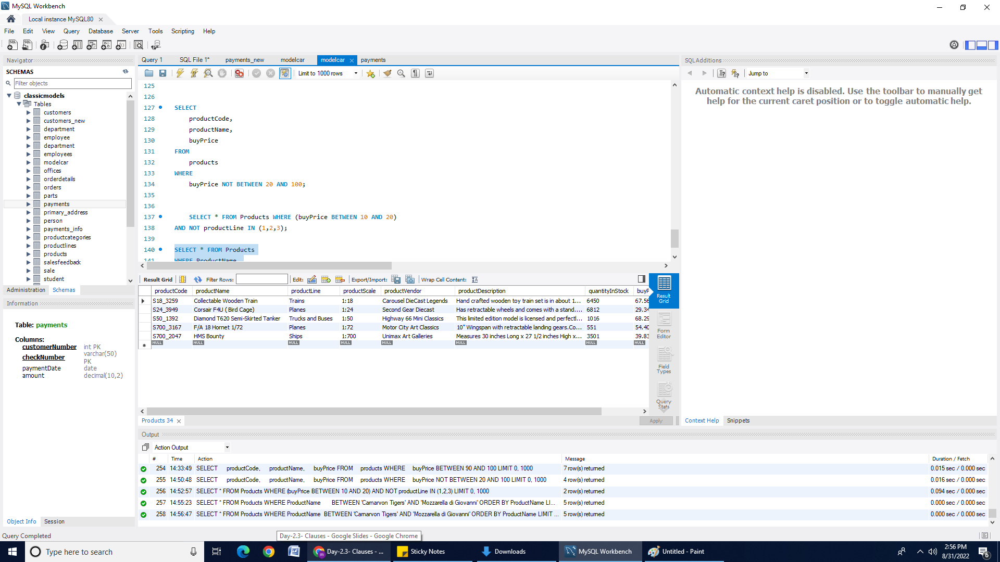 MySQL Workbench
Local instance MySQL80
File Edit View Query Database Server Tools Scripting Help
Navigator
SCHEMAS
Filter objects
classicmodels
Tables
customers
customers_new
department
employee
department
employees
modelcar
offices
orderdetails
orders
parts
payments
primary_address
person
payments_info
productcategories
productlines
products
salesfeedback
sale
student
Administration Schemas
Information
Table: payments
Columns:
customerNumber int PK
checkNumber varchar(50) PK
paymentDate date
amount decimal(10,2)
Object Info Session
Query 1 SQL File 1* payments_new modelcar modelcar payments
Limit to 1000 rows
125
126
127 SELECT
128 productCode,
129 productName,
130 buyPrice
131 FROM
132 products
133 WHERE
134 buyPrice NOT BETWEEN 20 AND 100;
135
136
137 SELECT * FROM Products WHERE (buyPrice BETWEEN 10 AND 20)
138 AND NOT productLine IN (1,2,3);
139
140 SELECT * FROM Products
141 WHERE ProductName
Result Grid Filter Rows: Edit: Export/Import: Wrap Cell Content:
productCode productName productLine productScale productVendor productDescription quantityInStock buyP
S18_3259 Collectable Wooden Train Trains 1:18 Carousel DieCast Legends Hand crafted wooden toy train set is in about 1... 6450 67.56
S24_3949 Corsair F4U ( Bird Cage) Planes 1:24 Second Gear Diecast Has retractable wheels and comes with a stand.... 6812 29.34
S50_1392 Diamond T620 Semi-Skirted Tanker Trucks and Buses 1:50 Highway 66 Mini Classics This limited edition model is licensed and perfectl... 1016 68.29
S700_3167 F/A 18 Hornet 1/72 Planes 1:72 Motor City Art Classics 10" Wingspan with retractable landing gears.Co... 551 54.40
S700_2047 HMS Bounty Ships 1:700 Unimax Art Galleries Measures 30 inches Long x 27 1/2 inches High x... 3501 39.83
NULL NULL NULL NULL NULL NULL NULL NULL
Result Grid
Form Editor
Field Types
Query Stats
Products 34
Apply
SQLAdditions
Jump to
Automatic context help is disabled. Use the toolbar to manually get
help for the current caret position or to toggle automatic help.
Context Help Snippets
Output
Action Output
# Time Action Message Duration / Fetch
254 14:33:49 SELECT productCode, productName, buyPrice FROM products WHERE buyPrice BETWEEN 90 AND 100 LIMIT 0, 1000 7 row(s) returned 0.015 sec / 0.000 sec
255 14:50:48 SELECT productCode, productName, buyPrice FROM products WHERE buyPrice NOT BETWEEN 20 AND 100 LIMIT 0, 1000 4 row(s) returned 0.016 sec / 0.000 sec
256 14:52:57 SELECT * FROM Products WHERE (buyPrice BETWEEN 10 AND 20) AND NOT productLine IN (1,2,3) LIMIT 0, 1000 2 row(s) returned 0.094 sec / 0.000 sec
257 14:55:23 SELECT * FROM Products WHERE ProductName BETWEEN 'Carnarvon Tigers' AND 'Mozzarella di Giovanni' ORDER BY ProductName LI... 5 row(s) returned 0.000 sec / 0.000 sec
258 14:56:47 SELECT * FROM Products WHERE ProductName BETWEEN 'Carnarvon Tigers' AND 'Mozzarella di Giovanni' ORDER BY ProductName LIMIT ... 5 row(s) returned 0.000 sec / 0.000 sec
Query Completed
Day-2.3- Clauses - Google Slides - Google Chrome
Type here to search
Day-2.3- Clauses - ...
Sticky Notes
Downloads
MySQL Workbench
Untitled - Paint
2:56 PM
8/31/2022
6